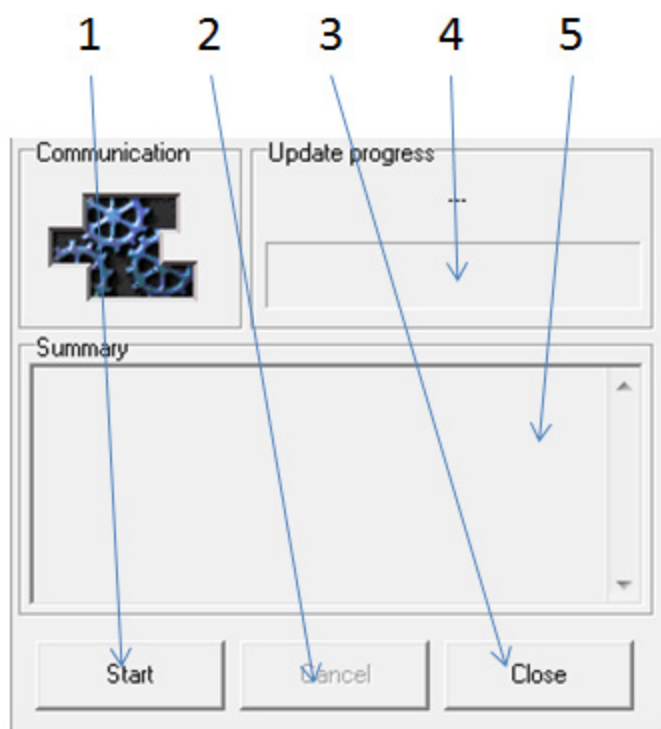 1 2 3 4 5
Communication Update progress
---
Summary
Start Cancel Close